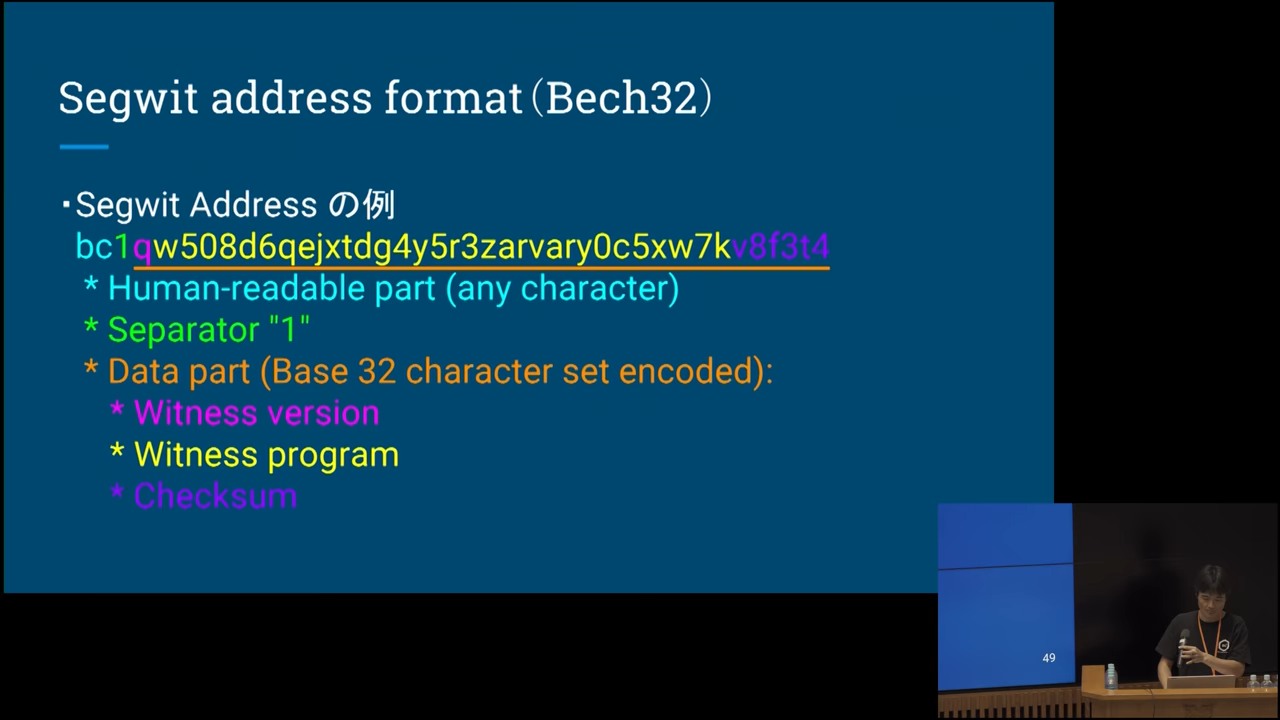 Segwit address format（Bech32）
・Segwit Address の例
bc1qw508d6qejxtdg4y5r3zarvary0c5xw7kv8f3t4
* Human-readable part (any character)
* Separator "1"
* Data part (Base 32 character set encoded):
* Witness version
* Witness program
* Checksum
49